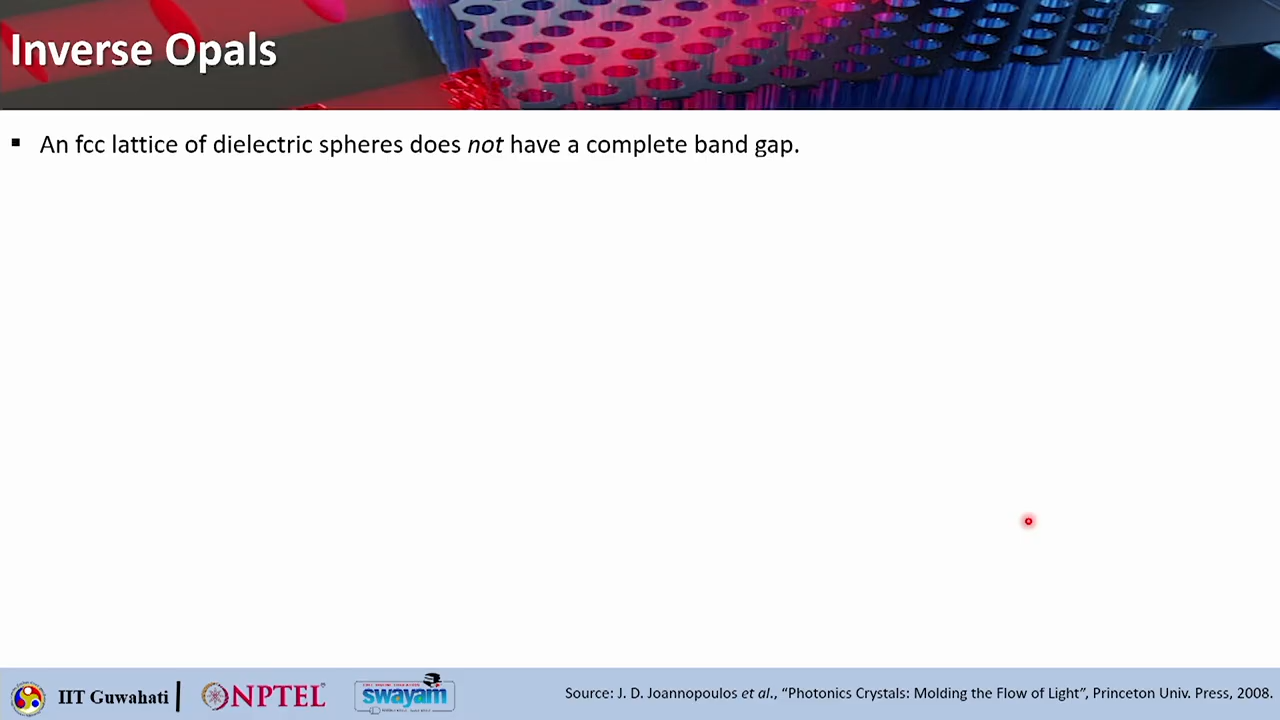 Inverse Opals
▪ An fcc lattice of dielectric spheres does not have a complete band gap.
IIT Guwahati
NPTEL
swayam
Source: J. D. Joannopoulos et al., “Photonics Crystals: Molding the Flow of Light”, Princeton Univ. Press, 2008.